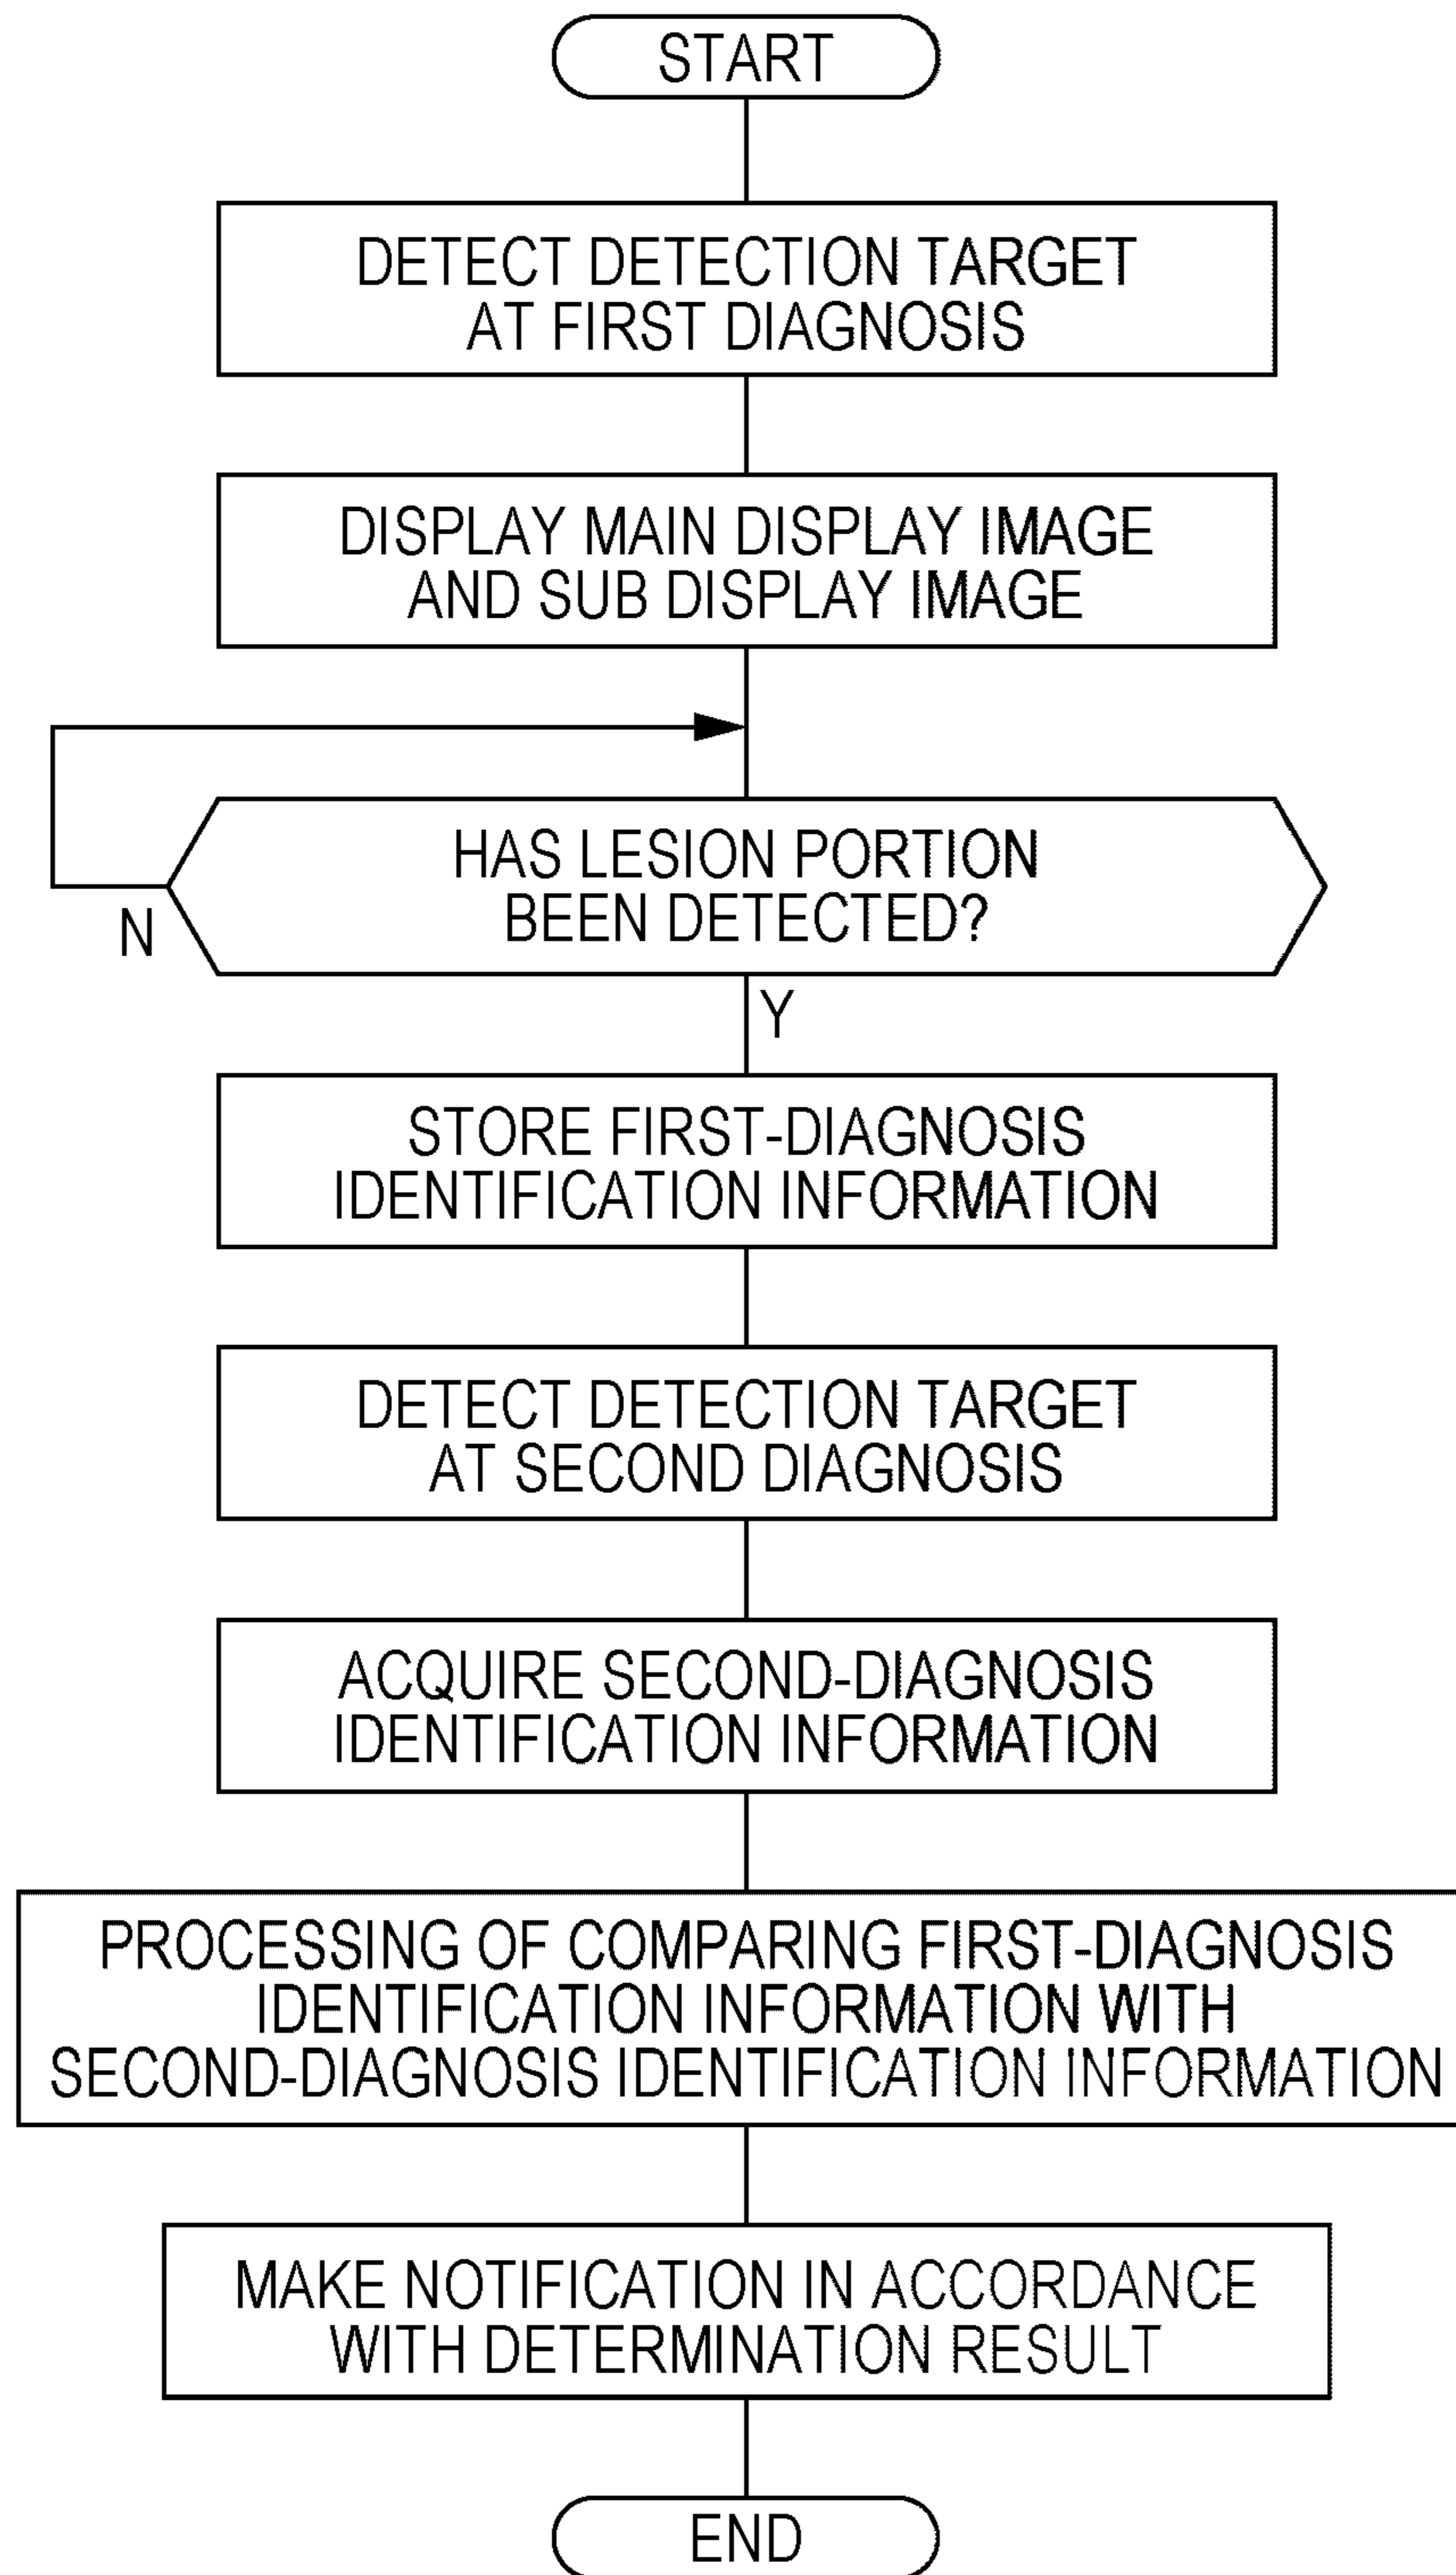 START
DETECT DETECTION TARGET
AT FIRST DIAGNOSIS
DISPLAY MAIN DISPLAY IMAGE
AND SUB DISPLAY IMAGE
HAS LESION PORTION
BEEN DETECTED?
N
Y
STORE FIRST-DIAGNOSIS
IDENTIFICATION INFORMATION
DETECT DETECTION TARGET
AT SECOND DIAGNOSIS
ACQUIRE SECOND-DIAGNOSIS
IDENTIFICATION INFORMATION
PROCESSING OF COMPARING FIRST-DIAGNOSIS
IDENTIFICATION INFORMATION WITH
SECOND-DIAGNOSIS IDENTIFICATION INFORMATION
MAKE NOTIFICATION IN ACCORDANCE
WITH DETERMINATION RESULT
END